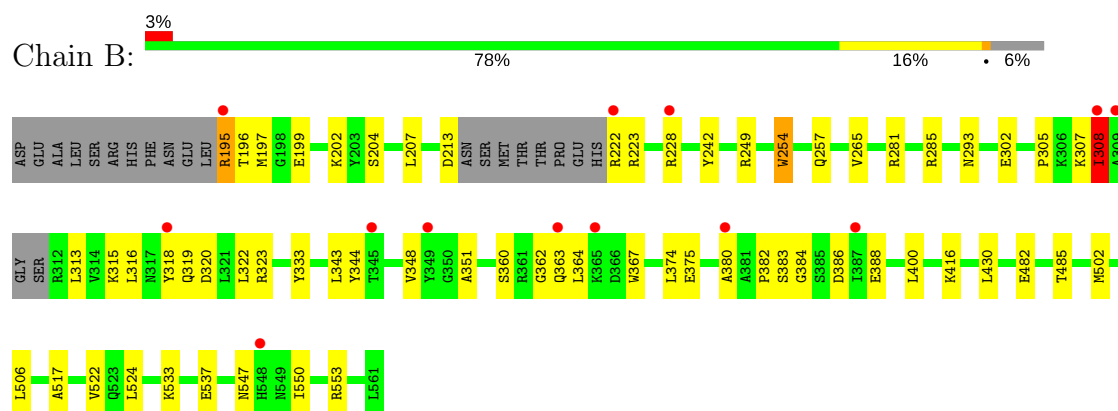 3%
Chain B:
78% 16% • 6%
ASP GLU ALA LEU SER ARG HIS PHE ASN GLU LEU R195 T196 M197 G198 E199 K202 Y203 S204 L207 D213 ASN SER MET THR THR PRO GLU HIS R222 R223 R228 Y242 R249 W254 Q257 V265 R281 R285 N293 E302 P305 K306 K307 I308 A309
GLY SER R312 L313 V314 K315 L316 N317 Y318 Q319 D320 L321 L322 R323 Y333 L343 Y344 T345 V348 Y349 G350 A351 S360 R361 G362 Q363 L364 K365 D366 W367 L374 E375 A380 A381 P382 S383 G384 S385 D386 I387 E388 L400 K416 L430 E482 T485 M502
L506 A517 V522 Q523 L524 K533 E537 N547 H548 N549 I550 R553 L561